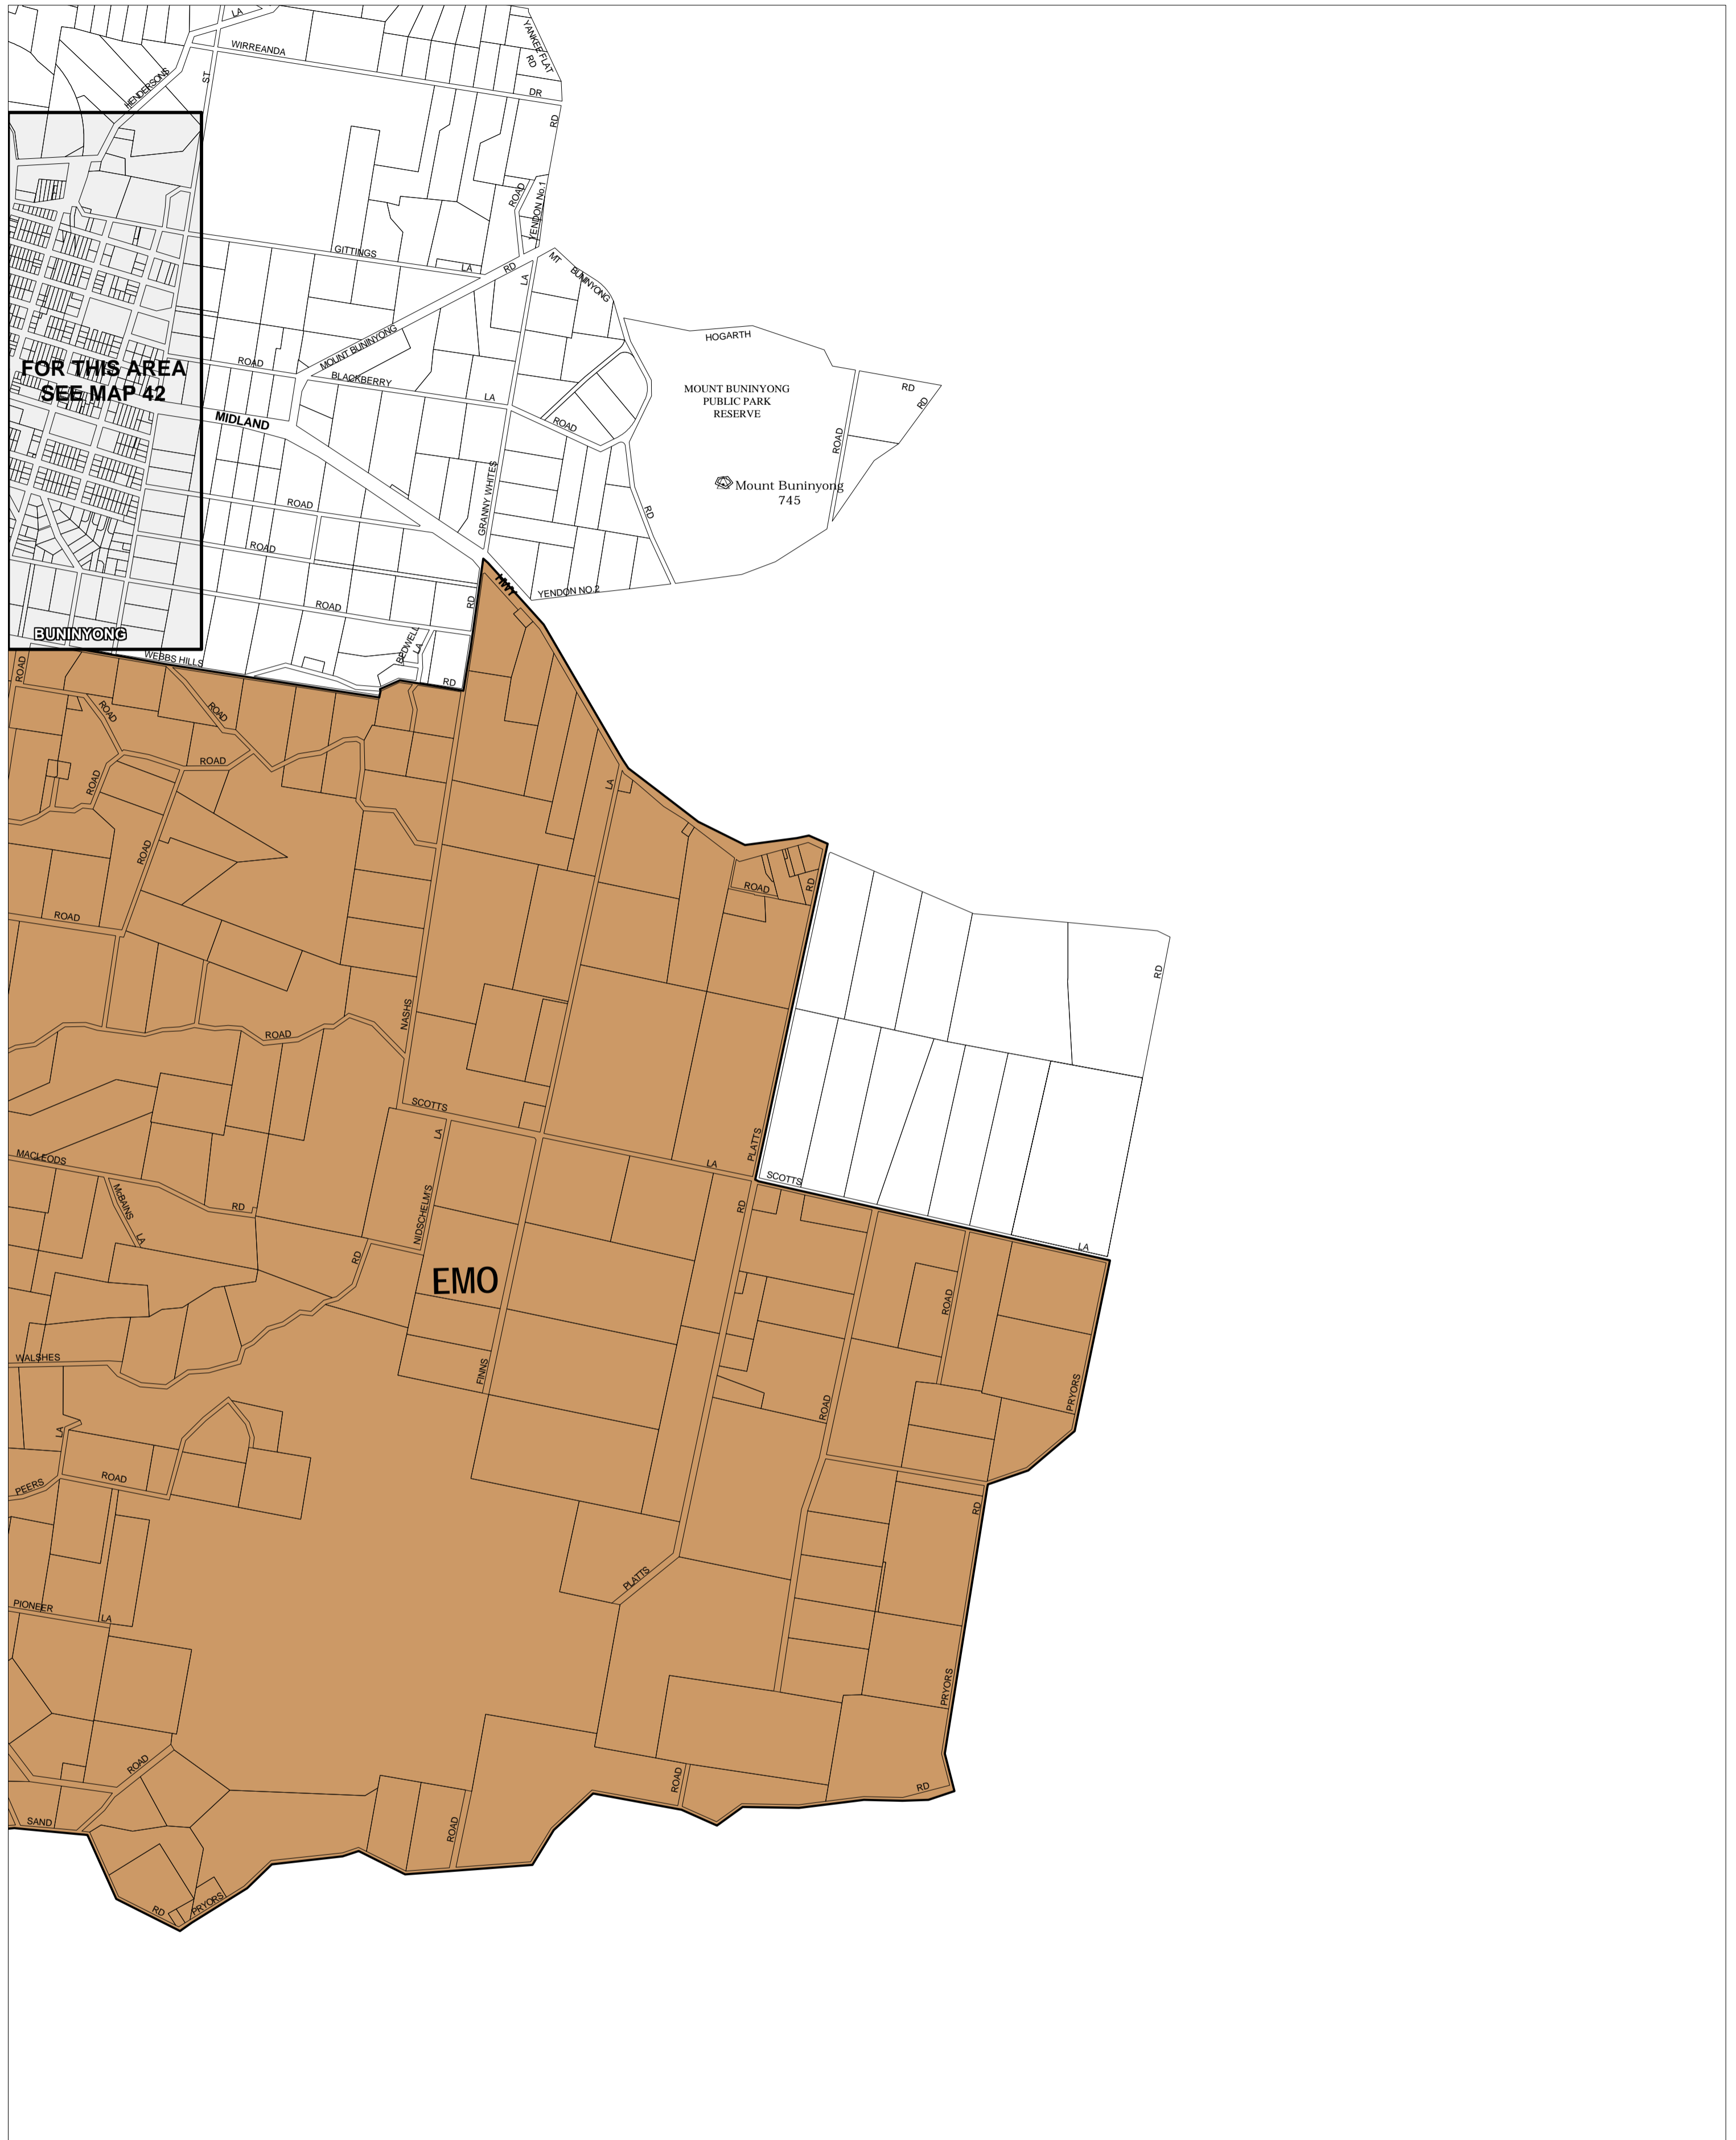 LA
WIRREANDA
YANKEE FLAT
RD
HENDERSONS
ST
DR
RD
ROAD
YENDON No.1
GITTINGS
LA
RD
LA
MT
BUNINYONG
HOGARTH
MOUNT BUNINYONG
ROAD
BLACKBERRY
LA
FOR THIS AREA
SEE MAP 42
MOUNT BUNINYONG
PUBLIC PARK
RESERVE
RD
RD
MIDLAND
ROAD
ROAD
GRANNY WHITES
Mount Buninyong
745
ROAD
RD
ROAD
HWY
YENDON NO.2
ROAD
RD
BUNINYONG
BEDWELL
LA
WEBBS HILLS
RD
ROAD
ROAD
ROAD
ROAD
ROAD
LA
ROAD
ROAD
RD
ROAD
RD
NASHS
ROAD
SCOTTS
LA
PLATTS
MACLEODS
LA
SCOTTS
McBAINS
LA
RD
NIDSCHELM'S
RD
RD
LA
EMO
ROAD
WALSHES
FINNS
PRYORS
ROAD
LA
PEERS
ROAD
RD
PLATTS
PIONEER
LA
PRYORS
ROAD
ROAD
RD
SAND
ROAD
RD
PRYORS